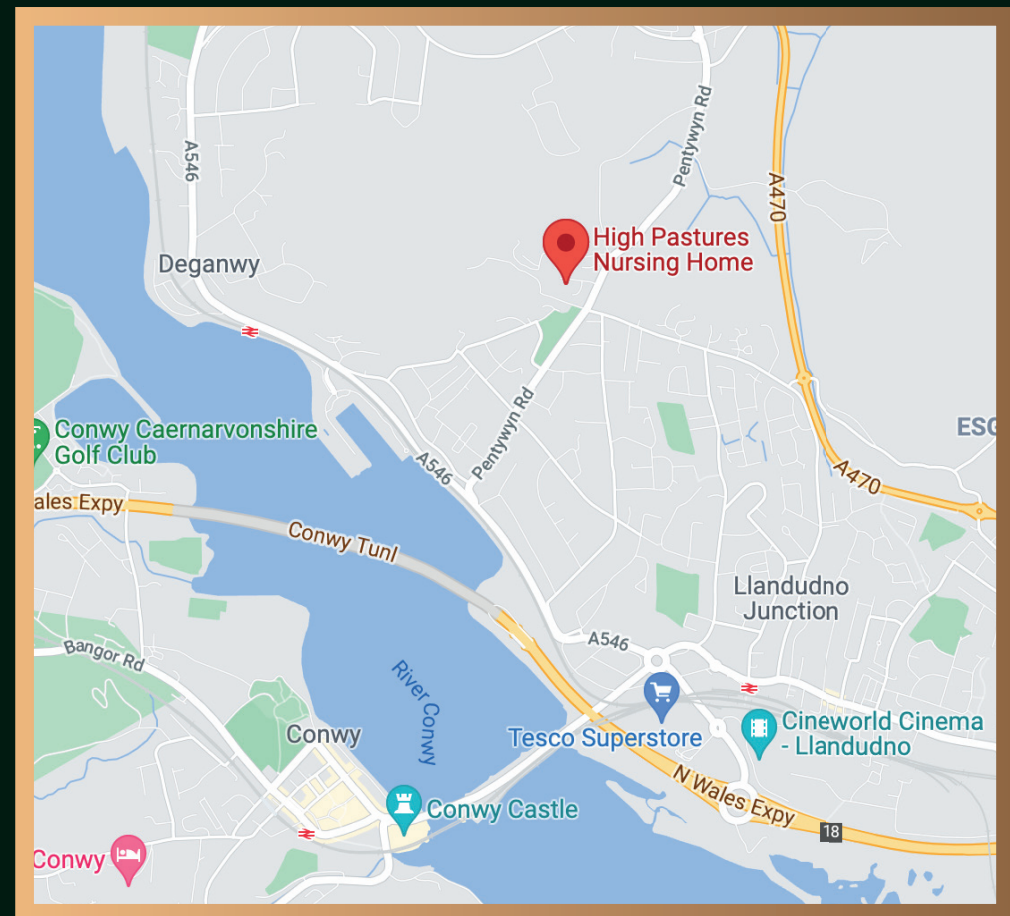 A546
Pentywyn Rd
A470
High Pastures
Nursing Home
Deganwy
Conwy Caernarvonshire
Golf Club
A546
Pentywyn Rd
ESC
A470
ales Expy
Conwy Tunl
Llandudno
Junction
A546
Bangor Rd
River Conwy
Tesco Superstore
Cineworld Cinema
- Llandudno
Conwy
N Wales Expy
18
Conwy Castle
Conwy